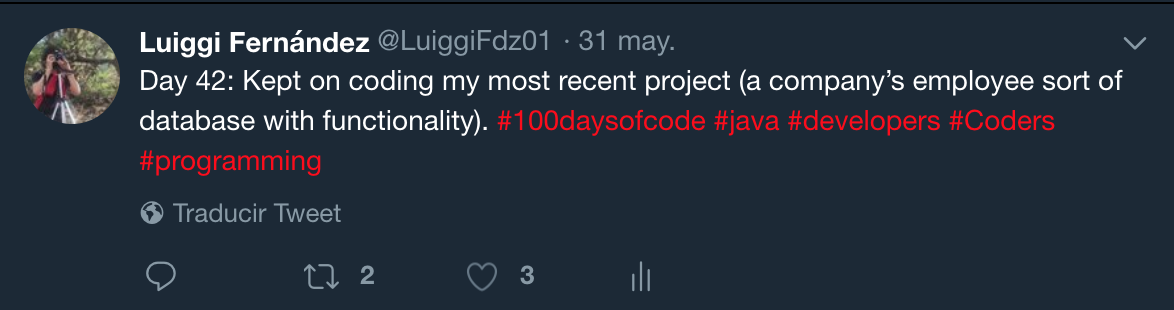 Luiggi Fernández @LuiggiFdz01 · 31 may.
Day 42: Kept on coding my most recent project (a company’s employee sort of
database with functionality). #100daysofcode #java #developers #Coders
#programming
Traducir Tweet
2 3